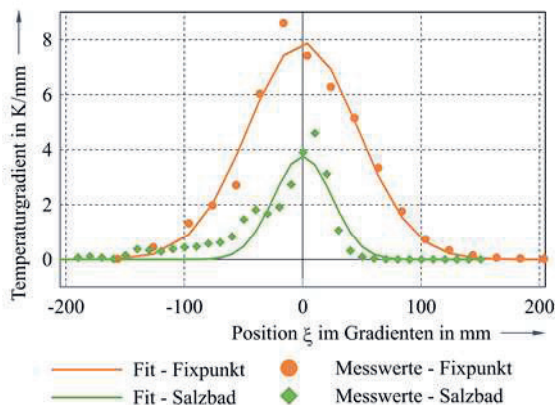 Temperaturgradient in K/mm
8
6
4
2
0
-200 -100 0 100 200
Position ξ im Gradienten in mm
Fit - Fixpunkt Messwerte - Fixpunkt
Fit - Salzbad Messwerte - Salzbad